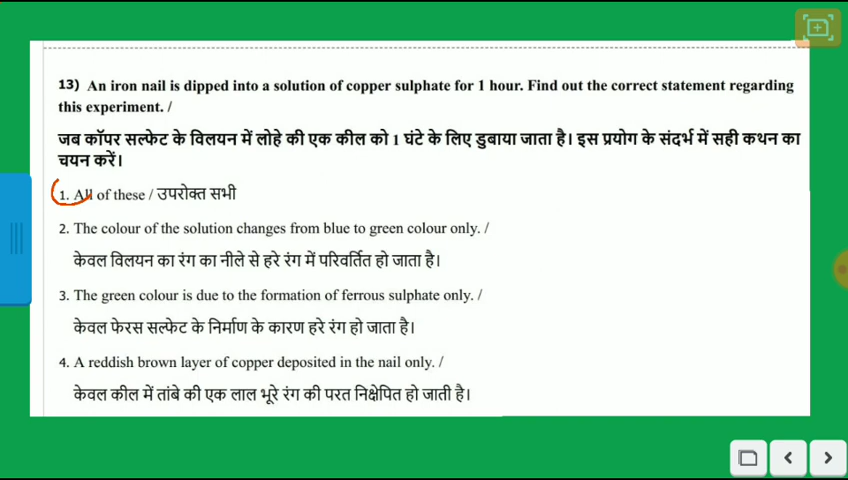 13) An iron nail is dipped into a solution of copper sulphate for 1 hour. Find out the correct statement regarding
this experiment. /
जब कॉपर सल्फेट के विलयन में लोहे की एक कील को 1 घंटे के लिए डुबाया जाता है। इस प्रयोग के संदर्भ में सही कथन का
चयन करें।
1. All of these / उपरोक्त सभी
2. The colour of the solution changes from blue to green colour only. /
केवल विलयन का रंग का नीले से हरे रंग में परिवर्तित हो जाता है।
3. The green colour is due to the formation of ferrous sulphate only. /
केवल फेरस सल्फेट के निर्माण के कारण हरे रंग हो जाता है।
4. A reddish brown layer of copper deposited in the nail only. /
केवल कील में तांबे की एक लाल भूरे रंग की परत निक्षेपित हो जाती है।